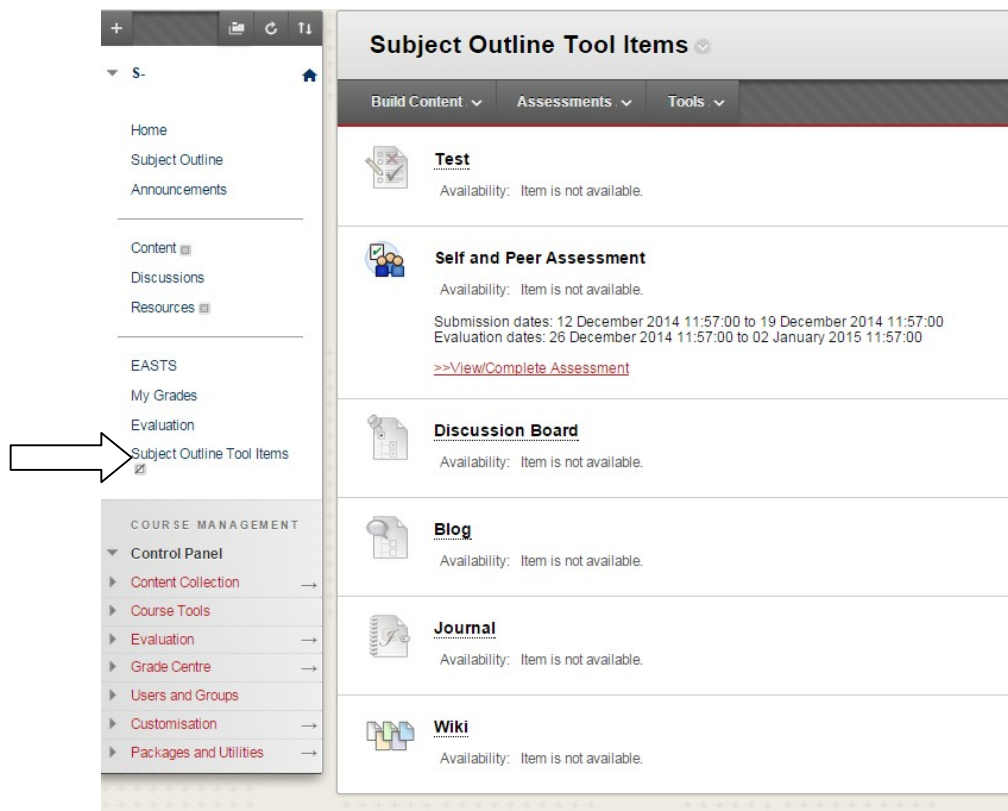 S-
Home
Subject Outline
Announcements
Content
Discussions
Resources
EASTS
My Grades
Evaluation
Subject Outline Tool Items
COURSE MANAGEMENT
Control Panel
Content Collection
Course Tools
Evaluation
Grade Centre
Users and Groups
Customisation
Packages and Utilities
Subject Outline Tool Items
Build Content Assessments Tools
Test
Availability: Item is not available.
Self and Peer Assessment
Availability: Item is not available.
Submission dates: 12 December 2014 11:57:00 to 19 December 2014 11:57:00
Evaluation dates: 26 December 2014 11:57:00 to 02 January 2015 11:57:00
>>View/Complete Assessment
Discussion Board
Availability: Item is not available.
Blog
Availability: Item is not available.
Journal
Availability: Item is not available.
Wiki
Availability: Item is not available.